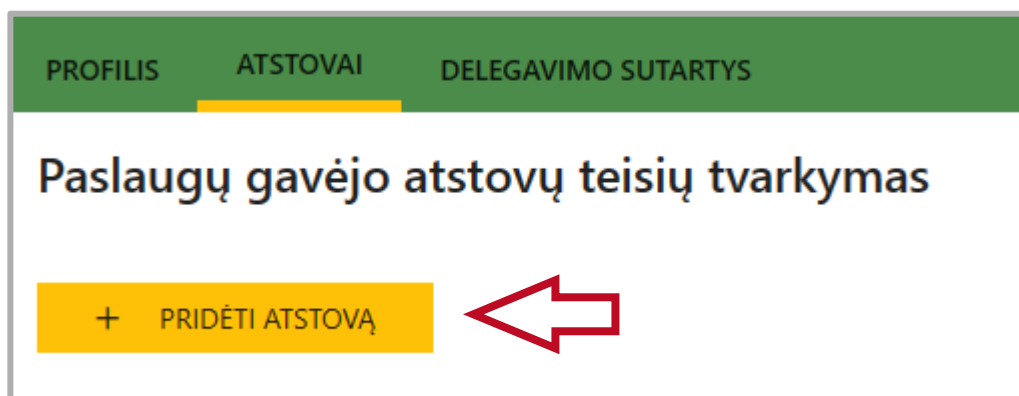 PROFILIS ATSTOVAI DELEGAVIMO SUTARTYS
Paslaugų gavėjo atstovų teisių tvarkymas
+ PRIDĖTI ATSTOVĄ